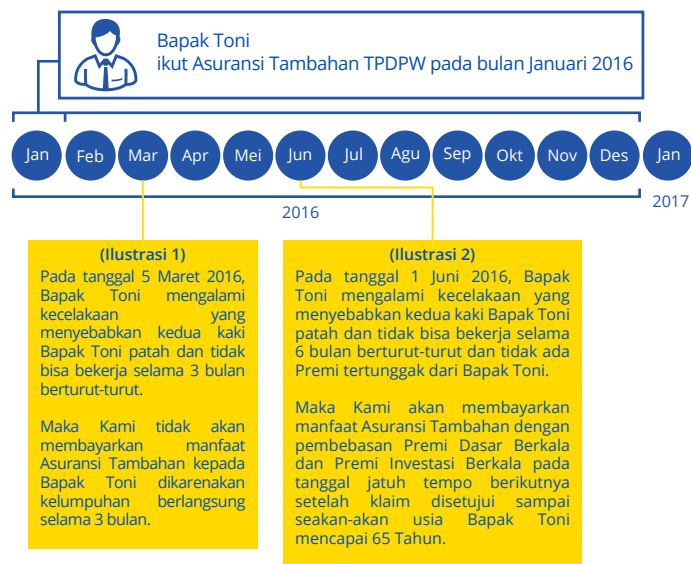 Bapak Toni
ikut Asuransi Tambahan TPDPW pada bulan Januari 2016
Jan Feb Mar Apr Mei Jun Jul Agu Sep Okt Nov Des Jan
2016
2017
(Ilustrasi 1)
Pada tanggal 5 Maret 2016,
Bapak Toni mengalami
kecelakaan yang
menyebabkan kedua kaki
Bapak Toni patah dan tidak
bisa bekerja selama 3 bulan
berturut-turut.
Maka Kami tidak akan
membayarkan manfaat
Asuransi Tambahan kepada
Bapak Toni dikarenakan
kelumpuhan berlangsung
selama 3 bulan.
(Ilustrasi 2)
Pada tanggal 1 Juni 2016, Bapak
Toni mengalami kecelakaan yang
menyebabkan kedua kaki Bapak Toni
patah dan tidak bisa bekerja selama
6 bulan berturut-turut dan tidak ada
Premi tertunggak dari Bapak Toni.
Maka Kami akan membayarkan
manfaat Asuransi Tambahan dengan
pembebasan Premi Dasar Berkala
dan Premi Investasi Berkala pada
tanggal jatuh tempo berikutnya
setelah klaim disetujui sampai
seakan-akan usia Bapak Toni
mencapai 65 Tahun.